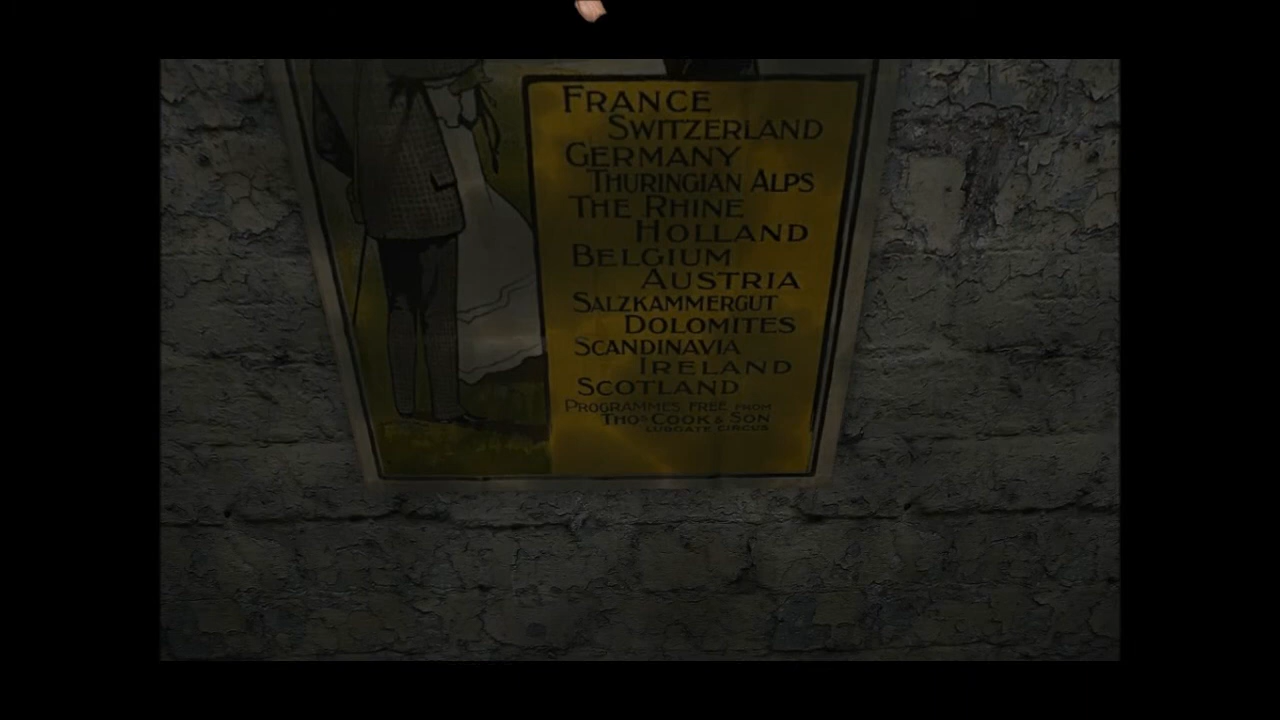 FRANCE
SWITZERLAND
GERMANY
THURINGIAN ALPS
THE RHINE
HOLLAND
BELGIUM
AUSTRIA
SALZKAMMERGUT
DOLOMITES
SCANDINAVIA
IRELAND
SCOTLAND
PROGRAMMES FREE FROM
THOS COOK & SON
LUDGATE CIRCUS